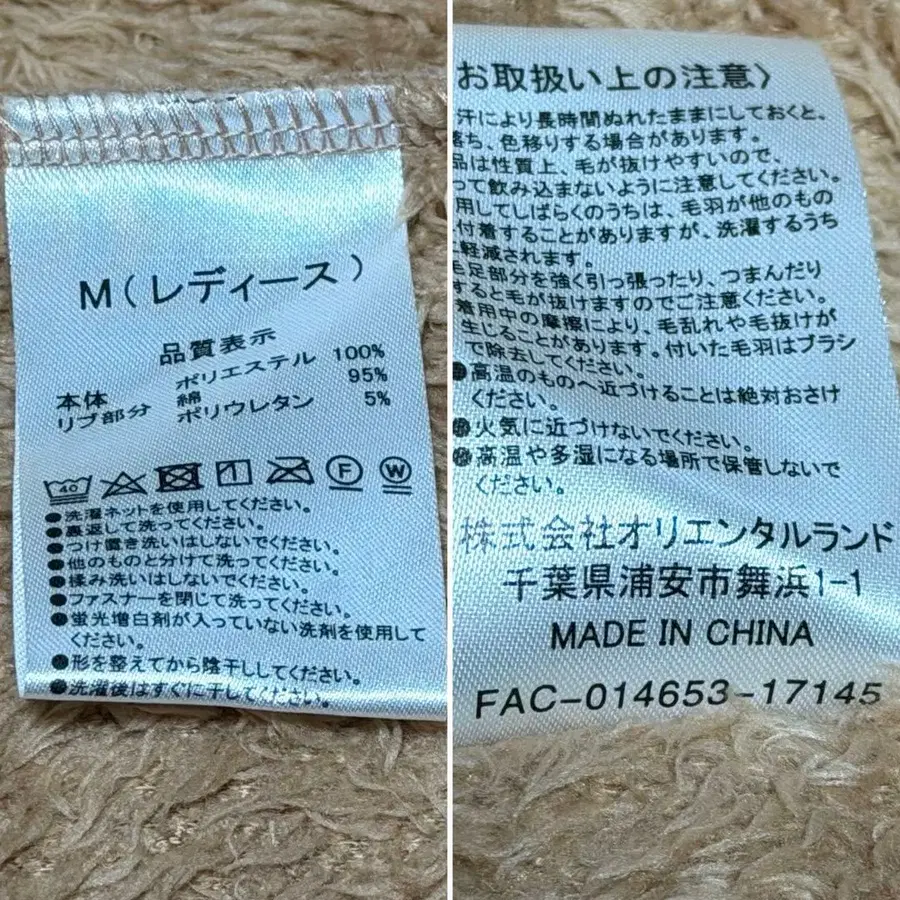 M(レディース)
品質表示
本体 ポリエステル 100%
リブ部分 綿 95%
ポリウレタン 5%
40 F W
●洗濯ネットを使用してください。
●裏返して洗ってください。
●つけ置き洗いはしないでください。
●他のものと分けて洗ってください。
●揉み洗いはしないでください。
●ファスナーを閉じて洗ってください。
●蛍光増白剤が入っていない洗剤を使用して
ください。
●形を整えてから陰干ししてください。
●洗濯後はすぐに干してください。
お取扱い上の注意〉
汗により長時間ぬれたままにしておくと、
落ち、色移りする場合があります。
品は性質上、毛が抜けやすいので、
って飲み込まないように注意してください。
用してしばらくのうちは、毛羽が他のもの
付着することがありますが、洗濯するうち
に軽減されます。
毛足部分を強く引っ張ったり、つまんだり
すると毛が抜けますのでご注意ください。
着用中の摩擦により、毛乱れや毛抜けが
生じることがあります。付いた毛羽はブラシ
で除去してください。
●高温のものへ近づけることは絶対おさけ
ください。
●火気に近づけないでください。
●高温や多湿になる場所で保管しないで
ください。
株式会社オリエンタルランド
千葉県浦安市舞浜1-1
MADE IN CHINA
FAC-014653-17145